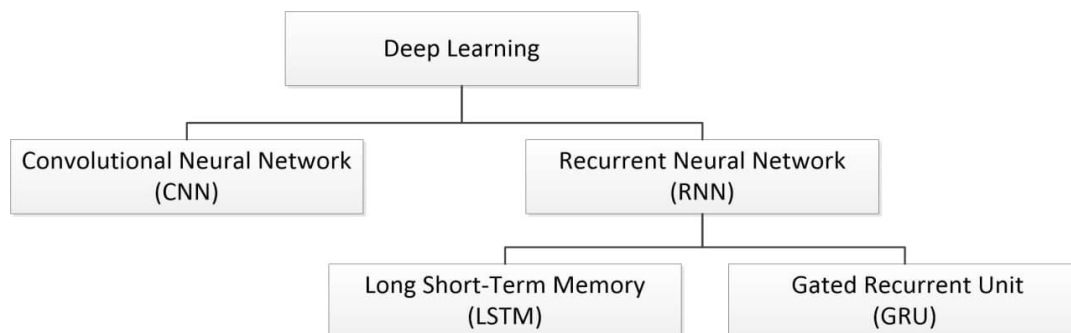 Deep Learning
Convolutional Neural Network
(CNN)
Recurrent Neural Network
(RNN)
Long Short-Term Memory
(LSTM)
Gated Recurrent Unit
(GRU)